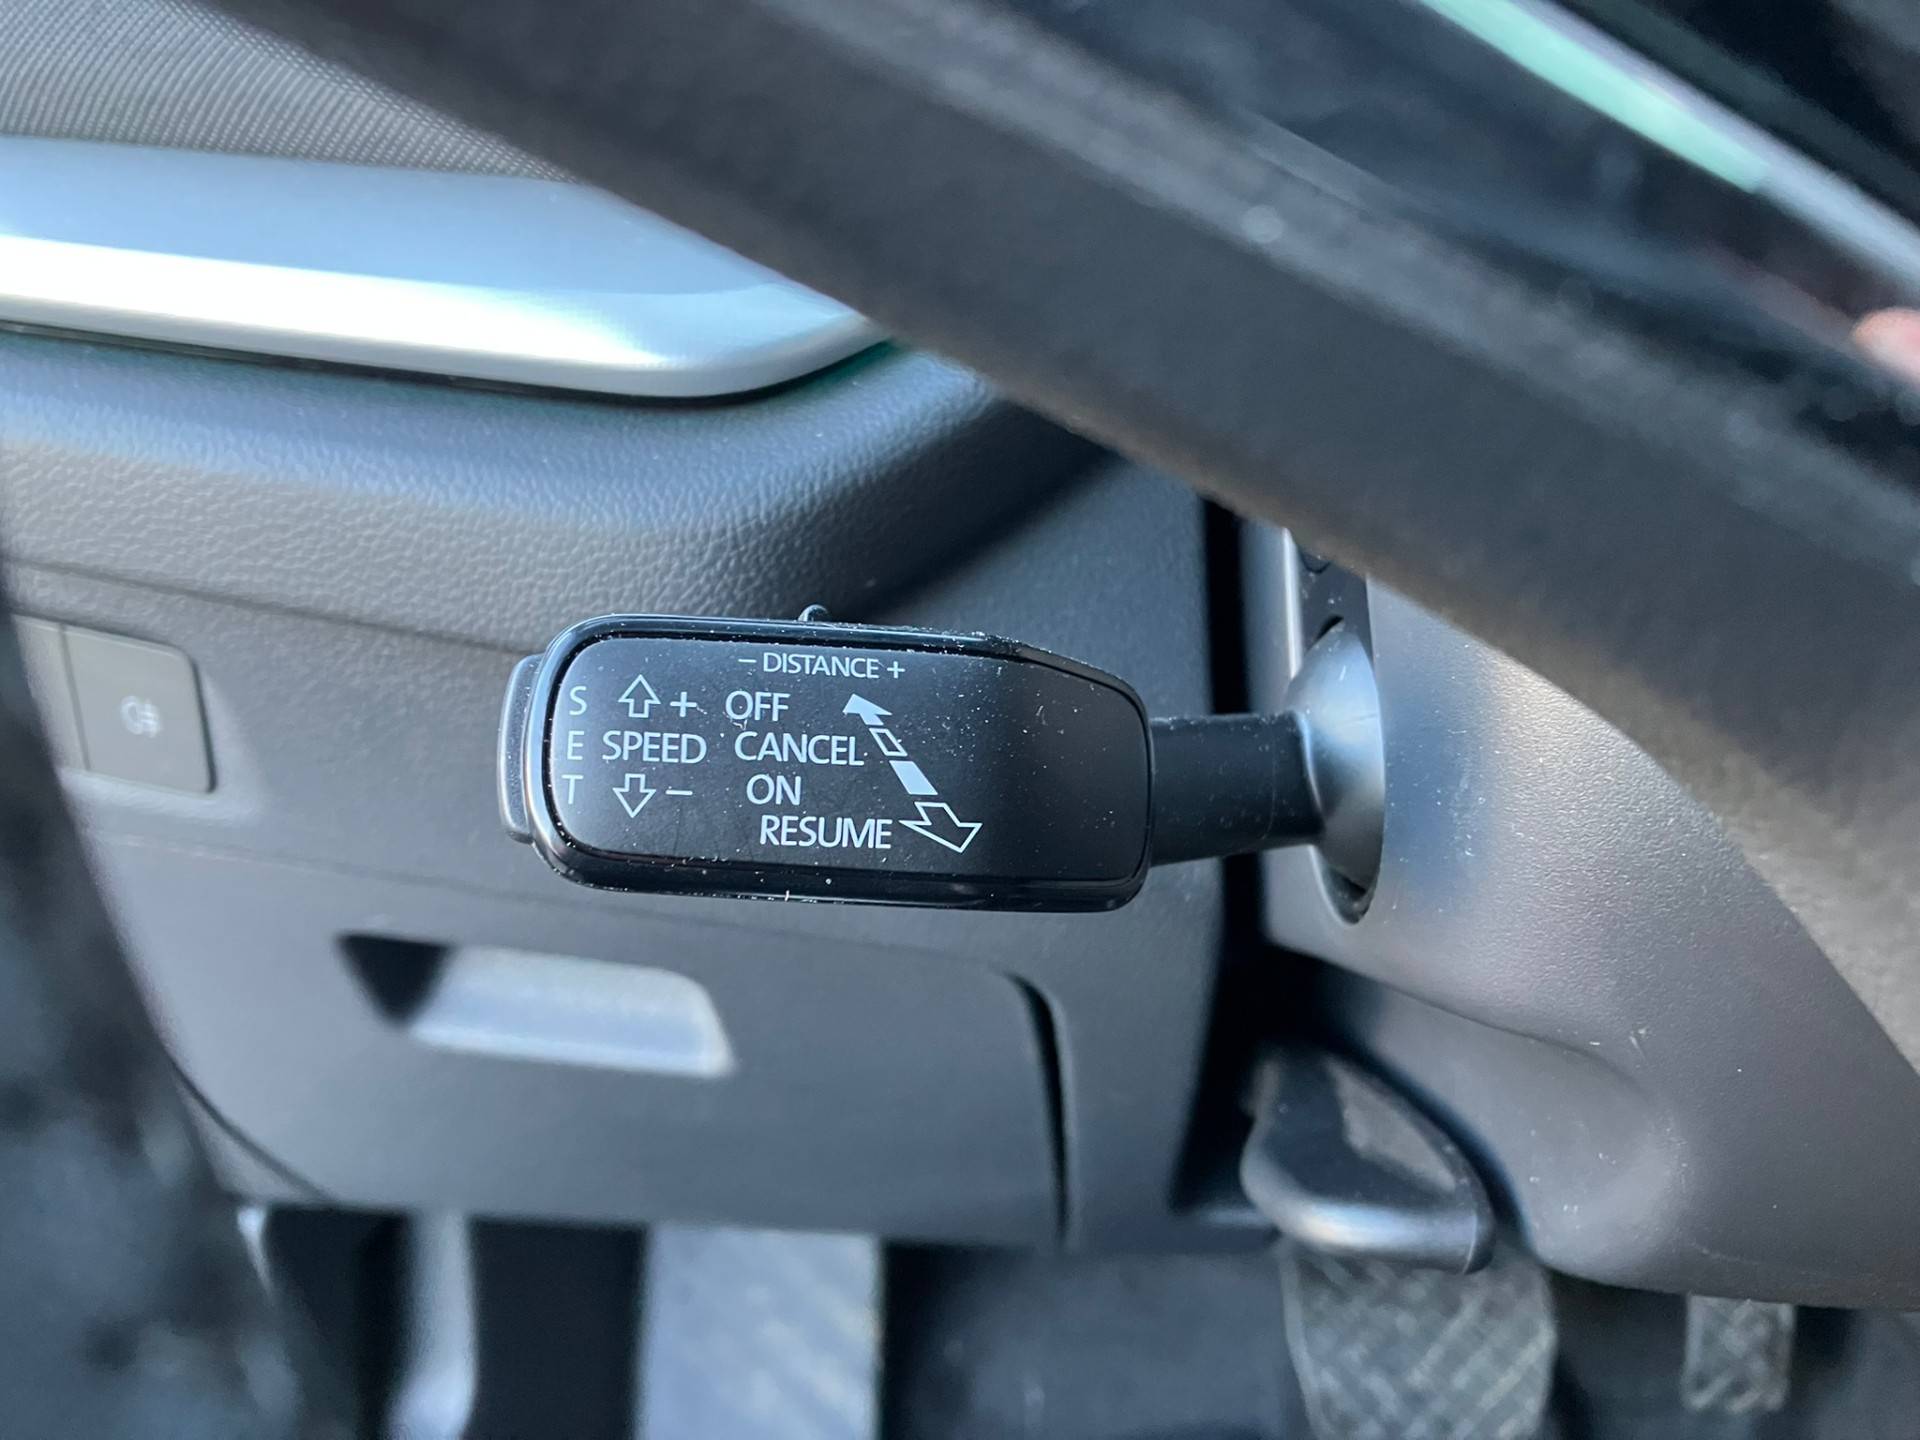 – DISTANCE +
S ⇧ + OFF
E SPEED CANCEL
T ⇩ – ON
RESUME